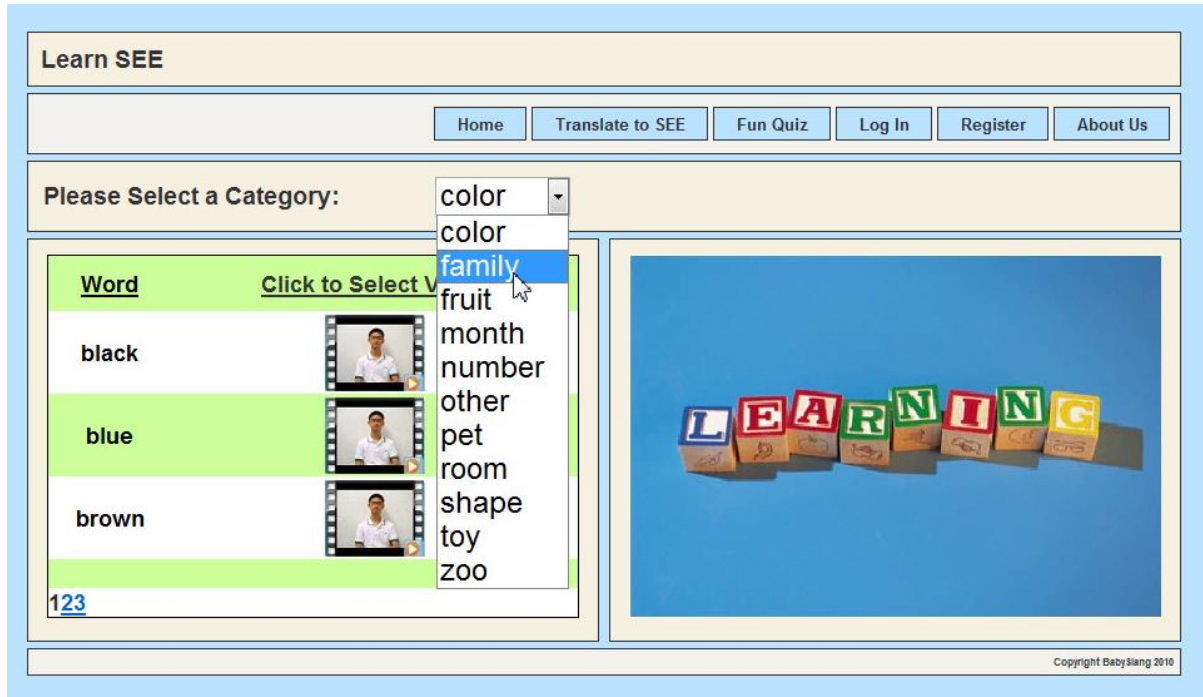 Learn SEE
Home Translate to SEE Fun Quiz Log In Register About Us
Please Select a Category: color
color
family
fruit
month
number
other
pet
room
shape
toy
zoo
Word Click to Select V
black
blue
brown
123
LEARNING
Copyright BabySlang 2010